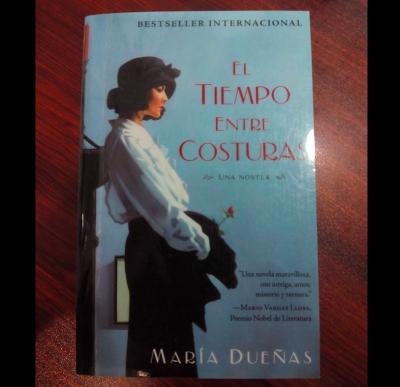 BESTSELLER INTERNACIONAL
EL
TIEMPO
ENTRE
COSTURAS
UNA NOVELA
"Una novela maravillosa,
con intriga, amor,
misterio y ternura."
—MARIO VARGAS LLOSA,
Premio Nobel de Literatura
MARÍA DUEÑAS